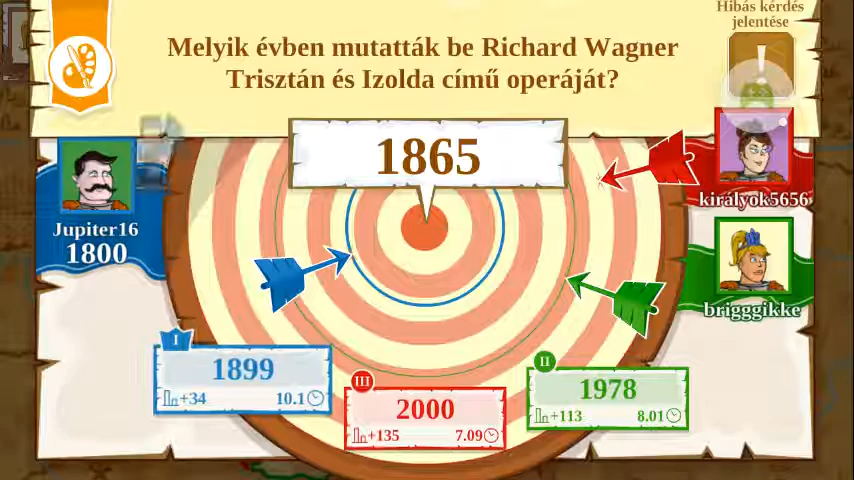 Hibás kérdés
jelentése
Melyik évben mutatták be Richard Wagner
Trisztán és Izolda című operáját?
1865
Jupiter16
1800
királyok5656
brigggikke
I
1899
+34 10.1
III
2000
+135 7.09
II
1978
+113 8.01